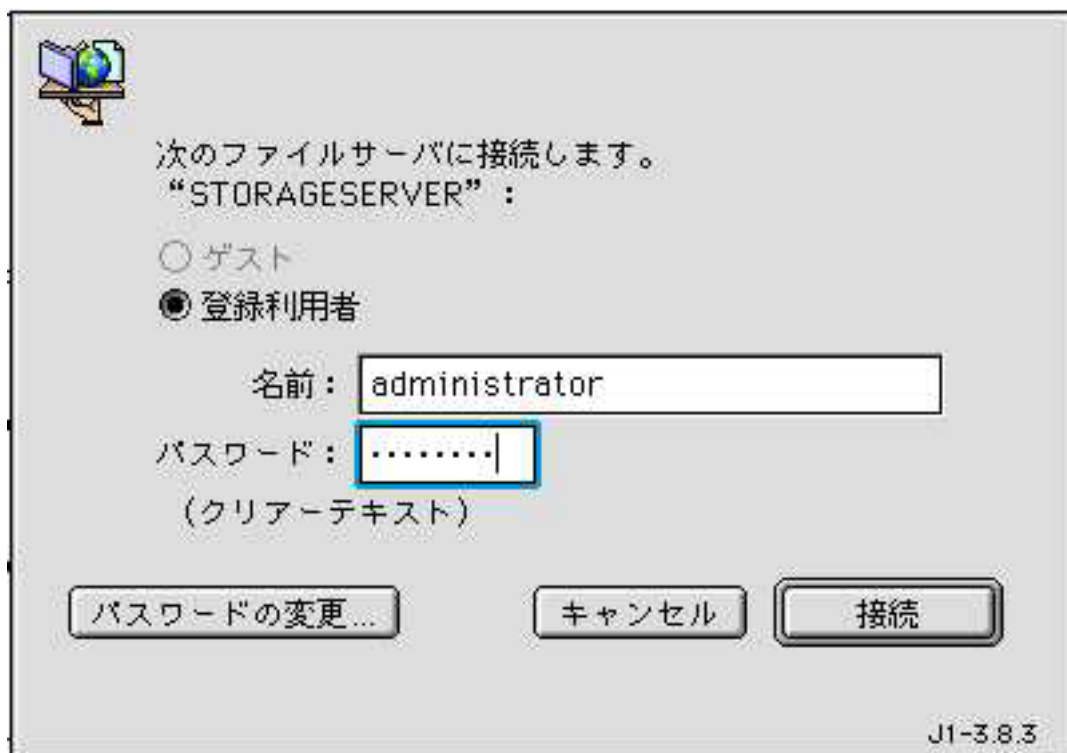 次のファイルサーバに接続します。
“STORAGESERVER”：
ゲスト
登録利用者
名前： administrator
パスワード： ········
（クリアーテキスト）
パスワードの変更... キャンセル 接続
J1-3.8.3